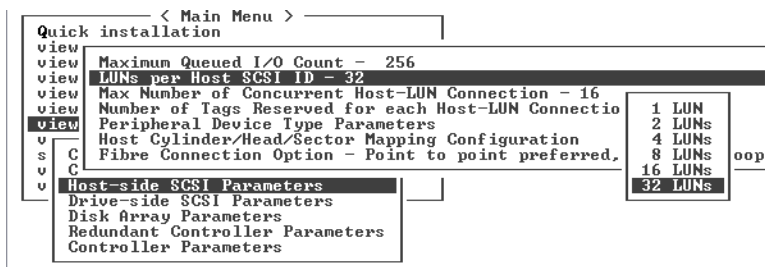 < Main Menu >
Quick installation
view
view Maximum Queued I/O Count - 256
view LUNs per Host SCSI ID - 32
view Max Number of Concurrent Host-LUN Connection - 16
view Number of Tags Reserved for each Host-LUN Connectio 1 LUN
view Peripheral Device Type Parameters 2 LUNs
v Host Cylinder/Head/Sector Mapping Configuration 4 LUNs
s C Fibre Connection Option - Point to point preferred, 8 LUNs oop
v C 16 LUNs
v Host-side SCSI Parameters 32 LUNs
Drive-side SCSI Parameters
Disk Array Parameters
Redundant Controller Parameters
Controller Parameters